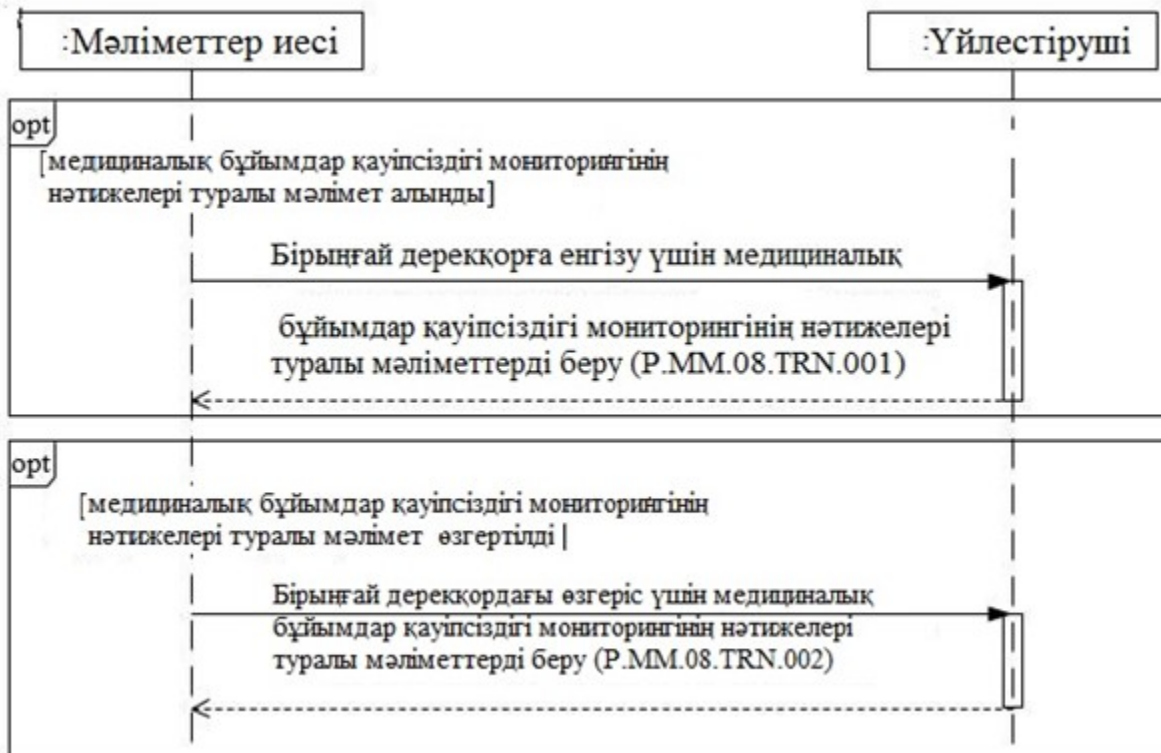 :Мәліметтер иесі
:Үйлестіруші
opt
[медициналық бұйымдар қауіпсіздігі мониторингінің
нәтижелері туралы мәлімет алынды]
Бірыңғай дерекқорға енгізу үшін медициналық
бұйымдар қауіпсіздігі мониторингінің нәтижелері
туралы мәліметтерді беру (P.MM.08.TRN.001)
opt
[медициналық бұйымдар қауіпсіздігі мониторингінің
нәтижелері туралы мәлімет өзгертілді]
Бірыңғай дерекқордағы өзгеріс үшін медициналық
бұйымдар қауіпсіздігі мониторингінің нәтижелері
туралы мәліметтерді беру (P.MM.08.TRN.002)